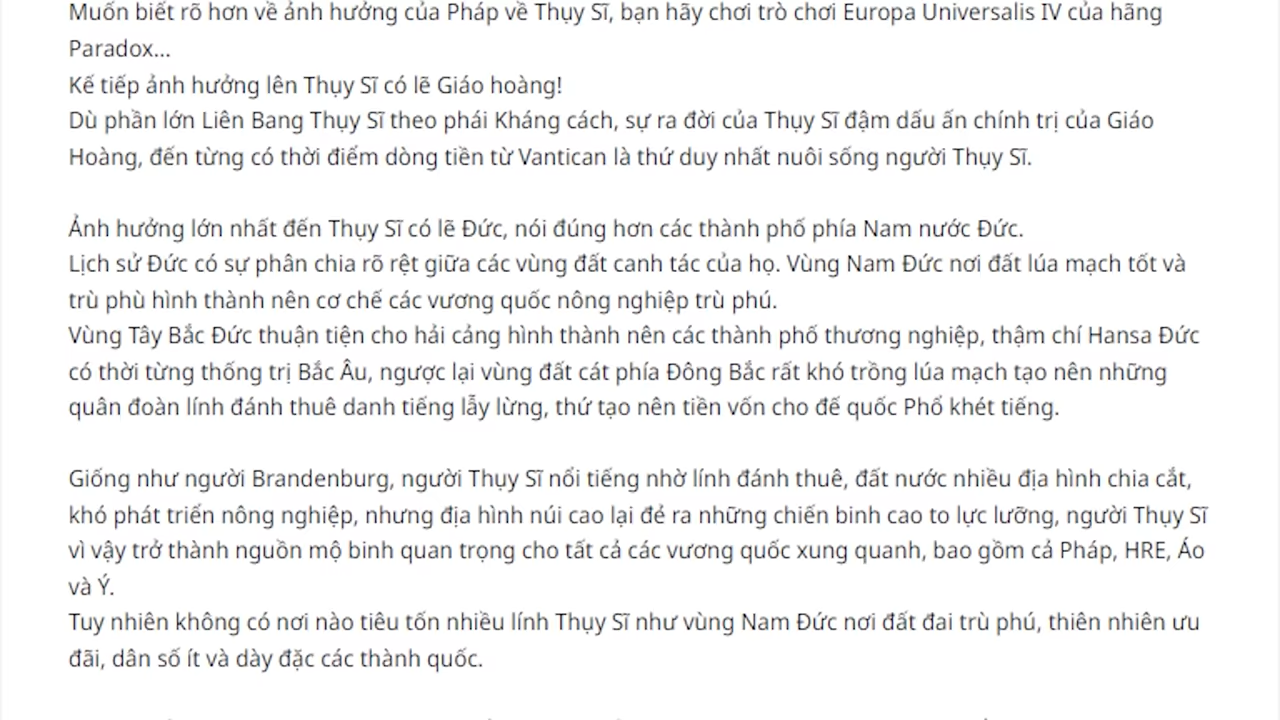 Muốn biết rõ hơn về ảnh hưởng của Pháp về Thụy Sĩ, bạn hãy chơi trò chơi Europa Universalis IV của hãng
Paradox...
Kế tiếp ảnh hưởng lên Thụy Sĩ có lẽ Giáo hoàng!
Dù phần lớn Liên Bang Thụy Sĩ theo phái Kháng cách, sự ra đời của Thụy Sĩ đậm dấu ấn chính trị của Giáo
Hoàng, đến từng có thời điểm dòng tiền từ Vantican là thứ duy nhất nuôi sống người Thụy Sĩ.
Ảnh hưởng lớn nhất đến Thụy Sĩ có lẽ Đức, nói đúng hơn các thành phố phía Nam nước Đức.
Lịch sử Đức có sự phân chia rõ rệt giữa các vùng đất canh tác của họ. Vùng Nam Đức nơi đất lúa mạch tốt và
trù phù hình thành nên cơ chế các vương quốc nông nghiệp trù phú.
Vùng Tây Bắc Đức thuận tiện cho hải cảng hình thành nên các thành phố thương nghiệp, thậm chí Hansa Đức
có thời từng thống trị Bắc Âu, ngược lại vùng đất cát phía Đông Bắc rất khó trồng lúa mạch tạo nên những
quân đoàn lính đánh thuê danh tiếng lẫy lừng, thứ tạo nên tiền vốn cho đế quốc Phổ khét tiếng.
Giống như người Brandenburg, người Thụy Sĩ nổi tiếng nhờ lính đánh thuê, đất nước nhiều địa hình chia cắt,
khó phát triển nông nghiệp, nhưng địa hình núi cao lại đẻ ra những chiến binh cao to lực lưỡng, người Thụy Sĩ
vì vậy trở thành nguồn mộ binh quan trọng cho tất cả các vương quốc xung quanh, bao gồm cả Pháp, HRE, Áo
và Ý.
Tuy nhiên không có nơi nào tiêu tốn nhiều lính Thụy Sĩ như vùng Nam Đức nơi đất đai trù phú, thiên nhiên ưu
đãi, dân số ít và dày đặc các thành quốc.